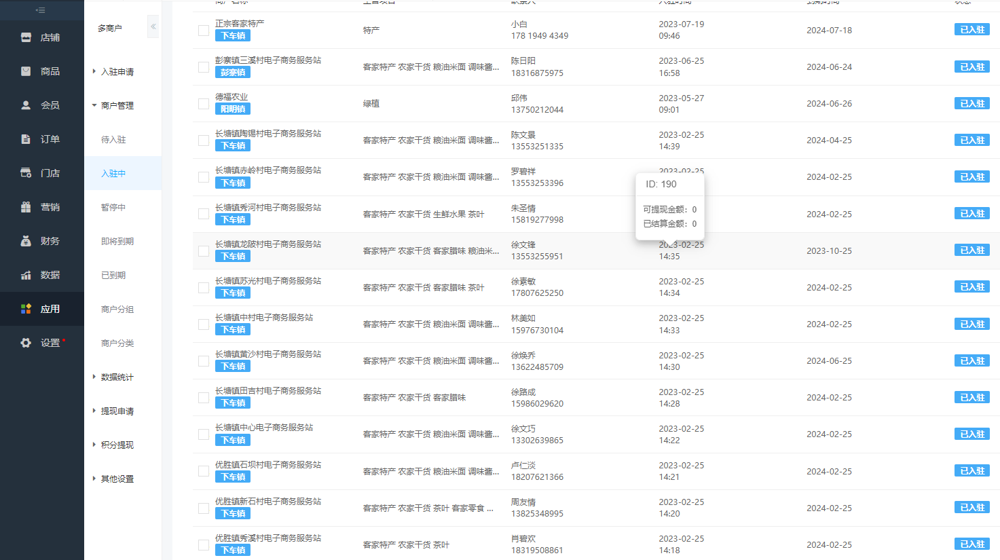 店铺
商品
会员
订单
门店
营销
财务
数据
应用
设置
多商户
入驻申请
商户管理
待入驻
入驻中
暂停中
即将到期
已到期
商户分组
商户分类
数据统计
提现申请
积分提现
其他设置
正宗客家特产
下车镇
特产
小白
178 1949 4349
2023-07-19
09:46
2024-07-18
已入驻
彭寨镇三溪村电子商务服务站
彭寨镇
客家特产 农家干货 粮油米面 调味酱...
陈日阳
18316875975
2023-06-25
16:58
2024-06-24
已入驻
德福农业
阳明镇
绿植
邱伟
13750212044
2023-05-27
09:01
2024-06-26
已入驻
长塘镇陶锡村电子商务服务站
下车镇
客家特产 农家干货 粮油米面 调味酱...
陈文景
13553251335
2023-02-25
14:39
2024-04-25
已入驻
长塘镇赤岭村电子商务服务站
下车镇
客家特产 农家干货 粮油米面 调味酱...
罗碧祥
13553253396
2023-02-25
2024-02-25
已入驻
ID: 190
可提现金额: 0
已结算金额: 0
长塘镇秀河村电子商务服务站
下车镇
客家特产 农家干货 生鲜水果 茶叶
朱圣情
15819277998
2024-02-25
已入驻
长塘镇龙陂村电子商务服务站
下车镇
客家特产 农家干货 客家腊味 粮油米...
徐文锋
13553255951
2023-02-25
14:35
2023-10-25
已入驻
长塘镇苏光村电子商务服务站
下车镇
客家特产 农家干货 客家腊味 茶叶
徐素敏
17807625250
2023-02-25
14:34
2024-02-25
已入驻
长塘镇中村电子商务服务站
下车镇
客家特产 农家干货 粮油米面 调味酱...
林美如
15976730104
2023-02-25
14:33
2024-02-25
已入驻
长塘镇黄沙村电子商务服务站
下车镇
客家特产 农家干货 粮油米面 调味酱...
徐焕乔
13622485709
2023-02-25
14:30
2024-06-25
已入驻
长塘镇田吉村电子商务服务站
下车镇
客家特产 农家干货 客家腊味
徐路成
15986029620
2023-02-25
14:28
2024-02-25
已入驻
长塘镇中心电子商务服务站
下车镇
客家特产 农家干货 粮油米面 调味酱...
徐文巧
13302639865
2023-02-25
14:22
2024-02-25
已入驻
优胜镇石坝村电子商务服务站
下车镇
客家特产 农家干货 粮油米面 调味酱...
卢仁淡
18207621366
2023-02-25
14:21
2024-02-25
已入驻
优胜镇新石村电子商务服务站
下车镇
客家特产 农家干货 茶叶 客家零食 ...
周友情
13825348995
2023-02-25
14:20
2024-02-25
已入驻
优胜镇秀溪村电子商务服务站
下车镇
客家特产 农家干货 茶叶
肖碧欢
18319508861
2023-02-25
14:18
2024-02-25
已入驻